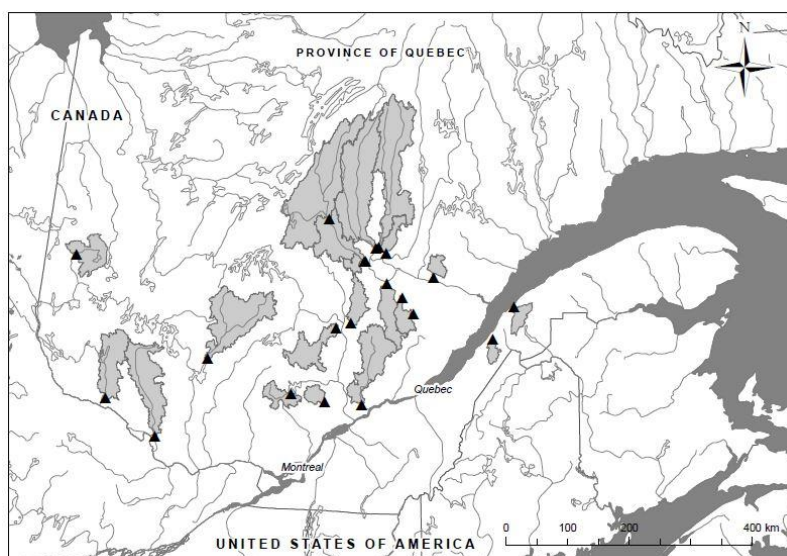 N
PROVINCE OF QUEBEC
CANADA
Quebec
Montreal
0 100 200 400 km
UNITED STATES OF AMERICA